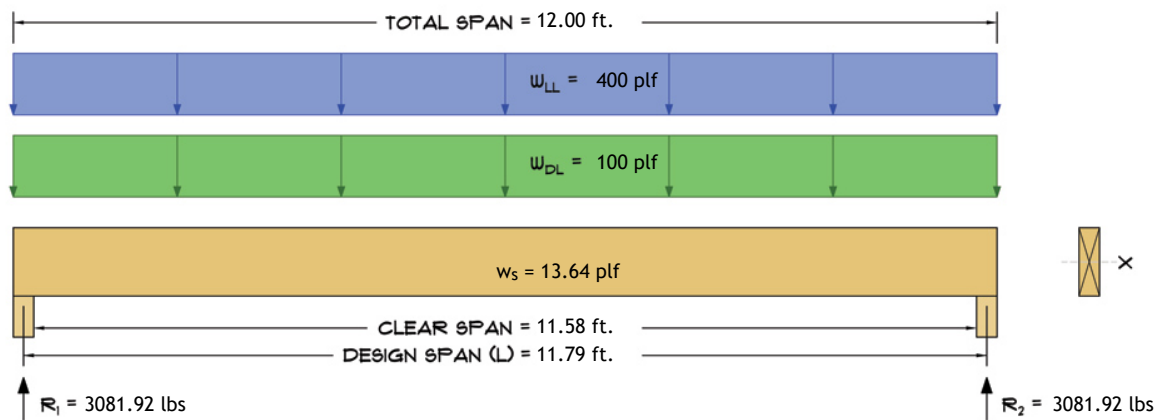 TOTAL SPAN = 12.00 ft.
wLL = 400 plf
wDL = 100 plf
ws = 13.64 plf
X
CLEAR SPAN = 11.58 ft.
DESIGN SPAN (L) = 11.79 ft.
R1 = 3081.92 lbs
R2 = 3081.92 lbs